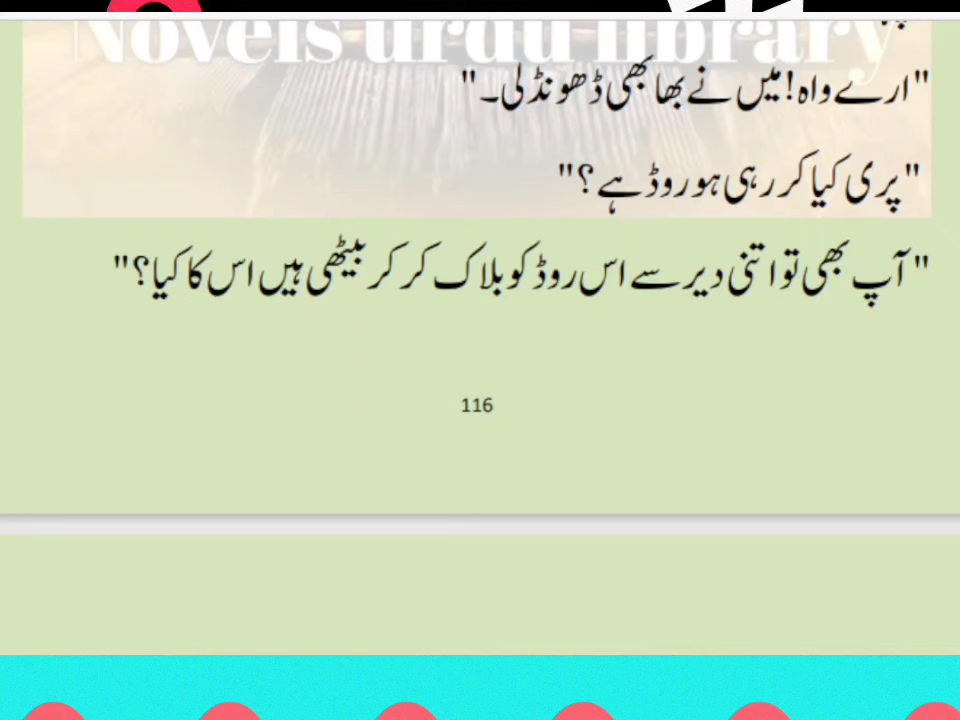 Novels urdu library
"ارے واہ! میں نے بھابھی ڈھونڈ لی۔"
"پری کیا کر رہی ہو روڈ ہے؟"
"آپ بھی تو اتنی دیر سے اس روڈ کو بلاک کر کر بیٹھی ہیں اس کا کیا؟"
116